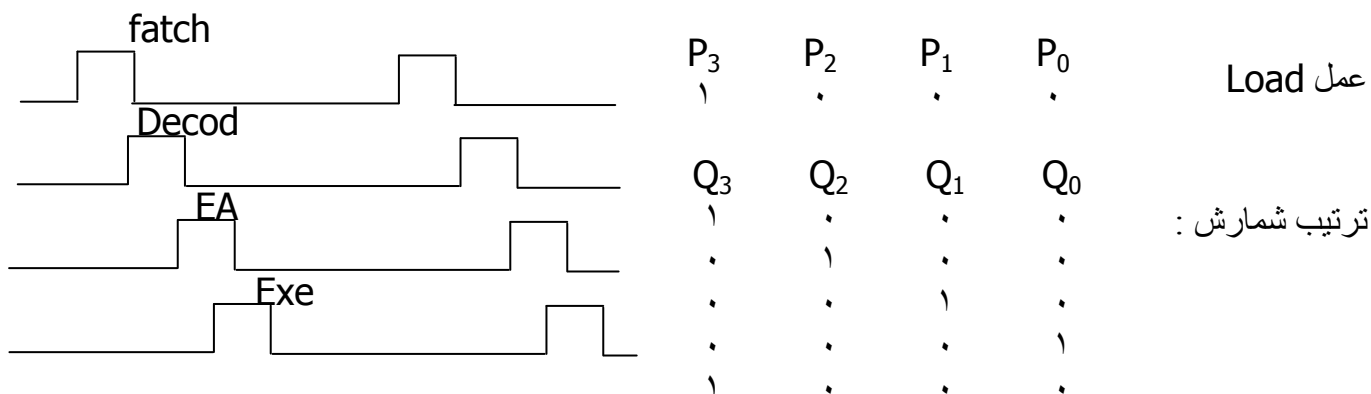 fatch
Decod
EA
Exe
P₃ P₂ P₁ P₀
۱ ۰ ۰ ۰
عمل Load
Q₃ Q₂ Q₁ Q₀
ترتیب شمارش :
۱ ۰ ۰ ۰
۰ ۱ ۰ ۰
۰ ۰ ۱ ۰
۰ ۰ ۰ ۱
۱ ۰ ۰ ۰